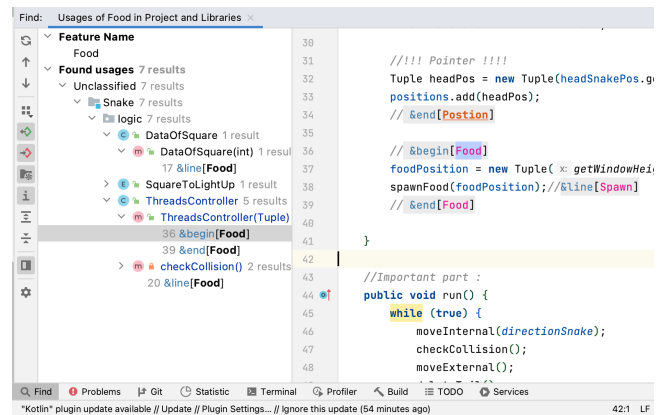 Find: Usages of Food in Project and Libraries ×
Feature Name
Food
Found usages 7 results
Unclassified 7 results
Snake 7 results
logic 7 results
DataOfSquare 1 result
DataOfSquare(int) 1 resul
17 &line[Food]
SquareToLightUp 1 result
ThreadsController 5 results
ThreadsController(Tuple)
36 &begin[Food]
39 &end[Food]
checkCollision() 2 results
20 &line[Food]
30
31 //!!! Pointer !!!!
32 Tuple headPos = new Tuple(headSnakePos.ge
33 positions.add(headPos);
34 // &end[Postion]
35
36 // &begin[Food]
37 foodPosition = new Tuple( x: getWindowHei
38 spawnFood(foodPosition);//&line[Spawn]
39 // &end[Food]
40
41 }
42
43 //Important part :
44 public void run() {
45 while (true) {
46 moveInternal(directionSnake);
47 checkCollision();
48 moveExternal();
Find Problems Git Statistic Terminal Profiler Build TODO Services
"Kotlin" plugin update available // Update // Plugin Settings... // Ignore this update (54 minutes ago) 42:1 LF